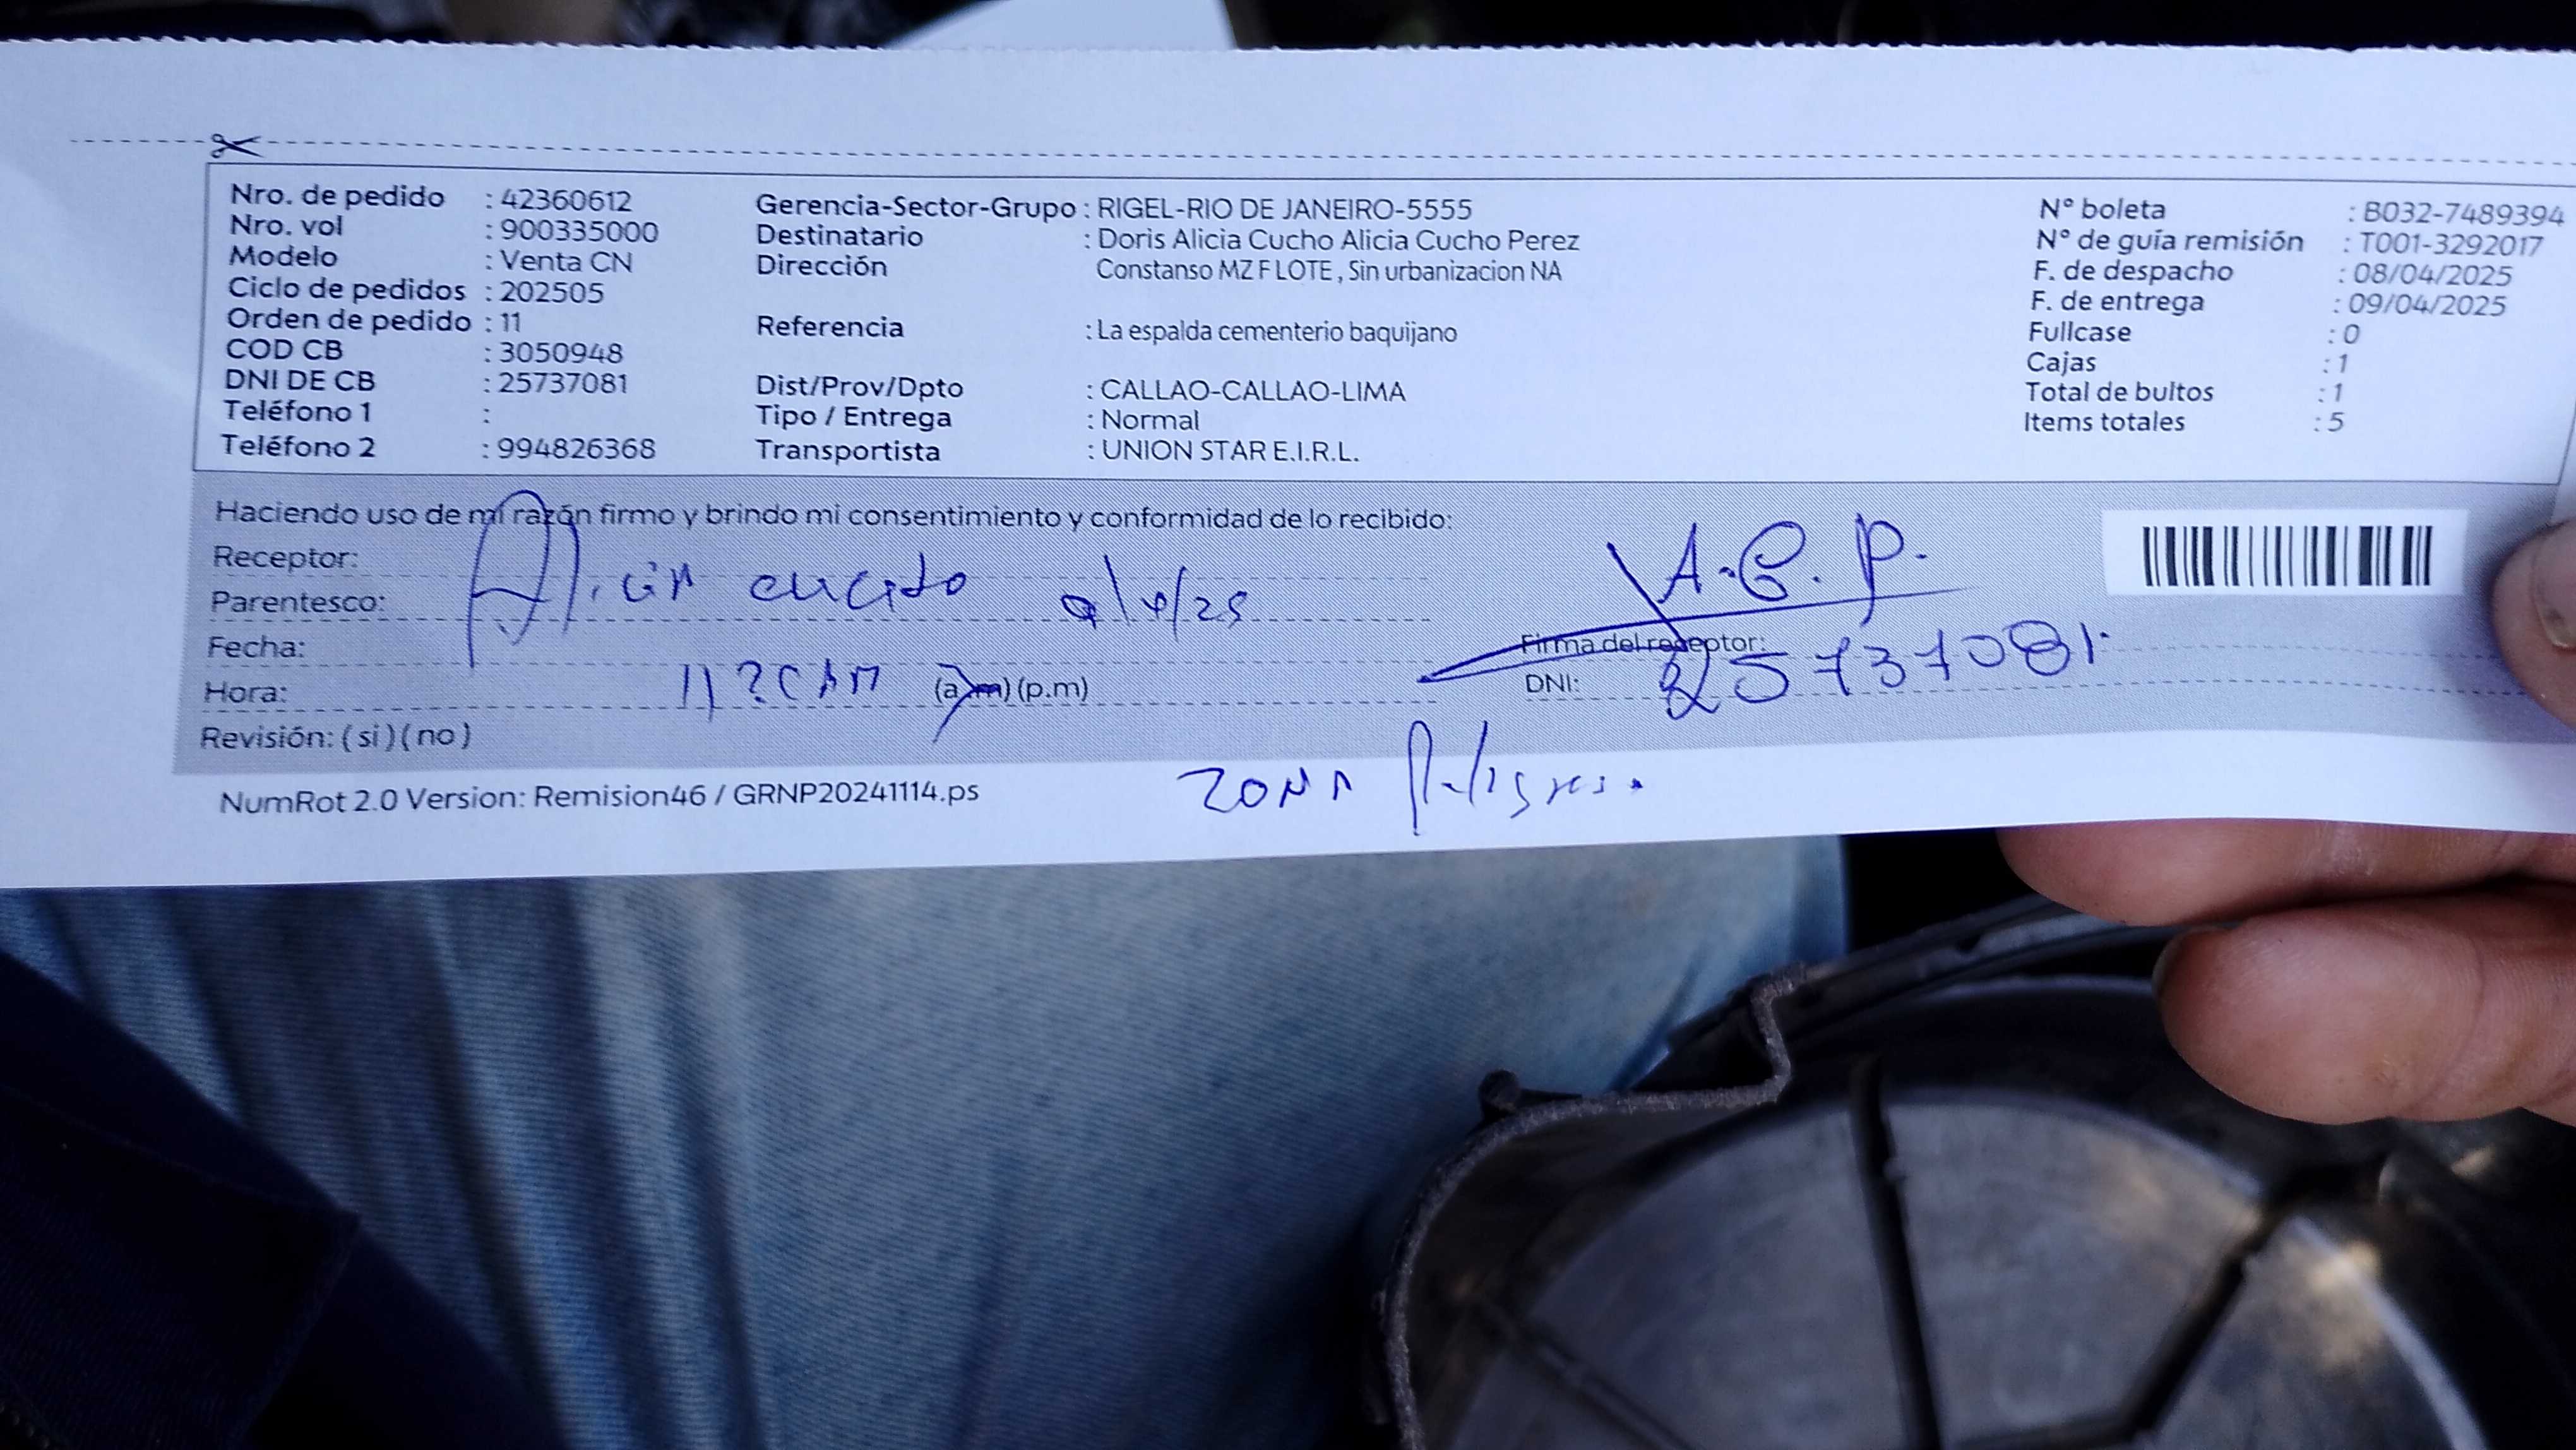 Nro. de pedido : 42360612
Nro. vol : 900335000
Modelo : Venta CN
Ciclo de pedidos : 202505
Orden de pedido : 11
COD CB : 3050948
DNI DE CB : 25737081
Teléfono 1 :
Teléfono 2 : 994826368
Gerencia-Sector-Grupo : RIGEL-RIO DE JANEIRO-5555
Destinatario : Doris Alicia Cucho Alicia Cucho Perez
Dirección Constanso MZ F LOTE , Sin urbanizacion NA
Referencia : La espalda cementerio baquijano
Dist/Prov/Dpto : CALLAO-CALLAO-LIMA
Tipo / Entrega : Normal
Transportista : UNION STAR E.I.R.L.
N° boleta : B032-7489394
N° de guía remisión : T001-3292017
F. de despacho : 08/04/2025
F. de entrega : 09/04/2025
Fullcase : 0
Cajas : 1
Total de bultos : 1
Items totales : 5
Haciendo uso de mi razón firmo y brindo mi consentimiento y conformidad de lo recibido:
Receptor:
Parentesco: Alicia 9/4/25
Fecha:
Hora: (a.m) (p.m)
Revisión: ( si ) ( no )
A.C.P.
Firma del receptor:
DNI: 25737081
NumRot 2.0 Version: Remision46 / GRNP20241114.ps
ZONA